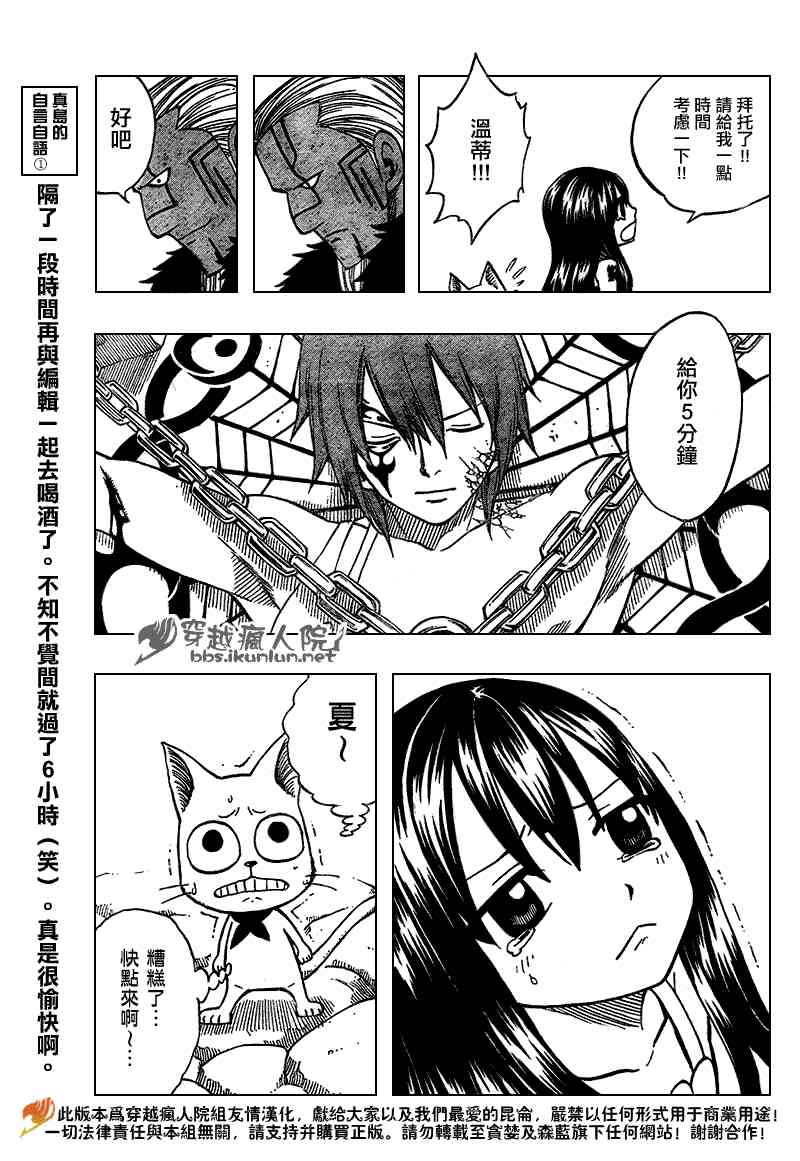 拜托了!!
請給我一點
時間
考慮一下!!
溫蒂!!!
好吧
給你5分鐘
穿越瘋人院
bbs.ikunlun.net
夏～
糟糕了…
快點來啊～…
真島的
自言自語①
隔了一段時間再與編輯一起去喝酒了。不知不覺間就過了6小時（笑）。真是很愉快啊。
此版本爲穿越瘋人院組友情漢化，獻給大家以及我們最愛的昆侖，嚴禁以任何形式用于商業用途！
一切法律責任與本組無關，請支持并購買正版。請勿轉載至貪婪及森藍旗下任何網站！謝謝合作！